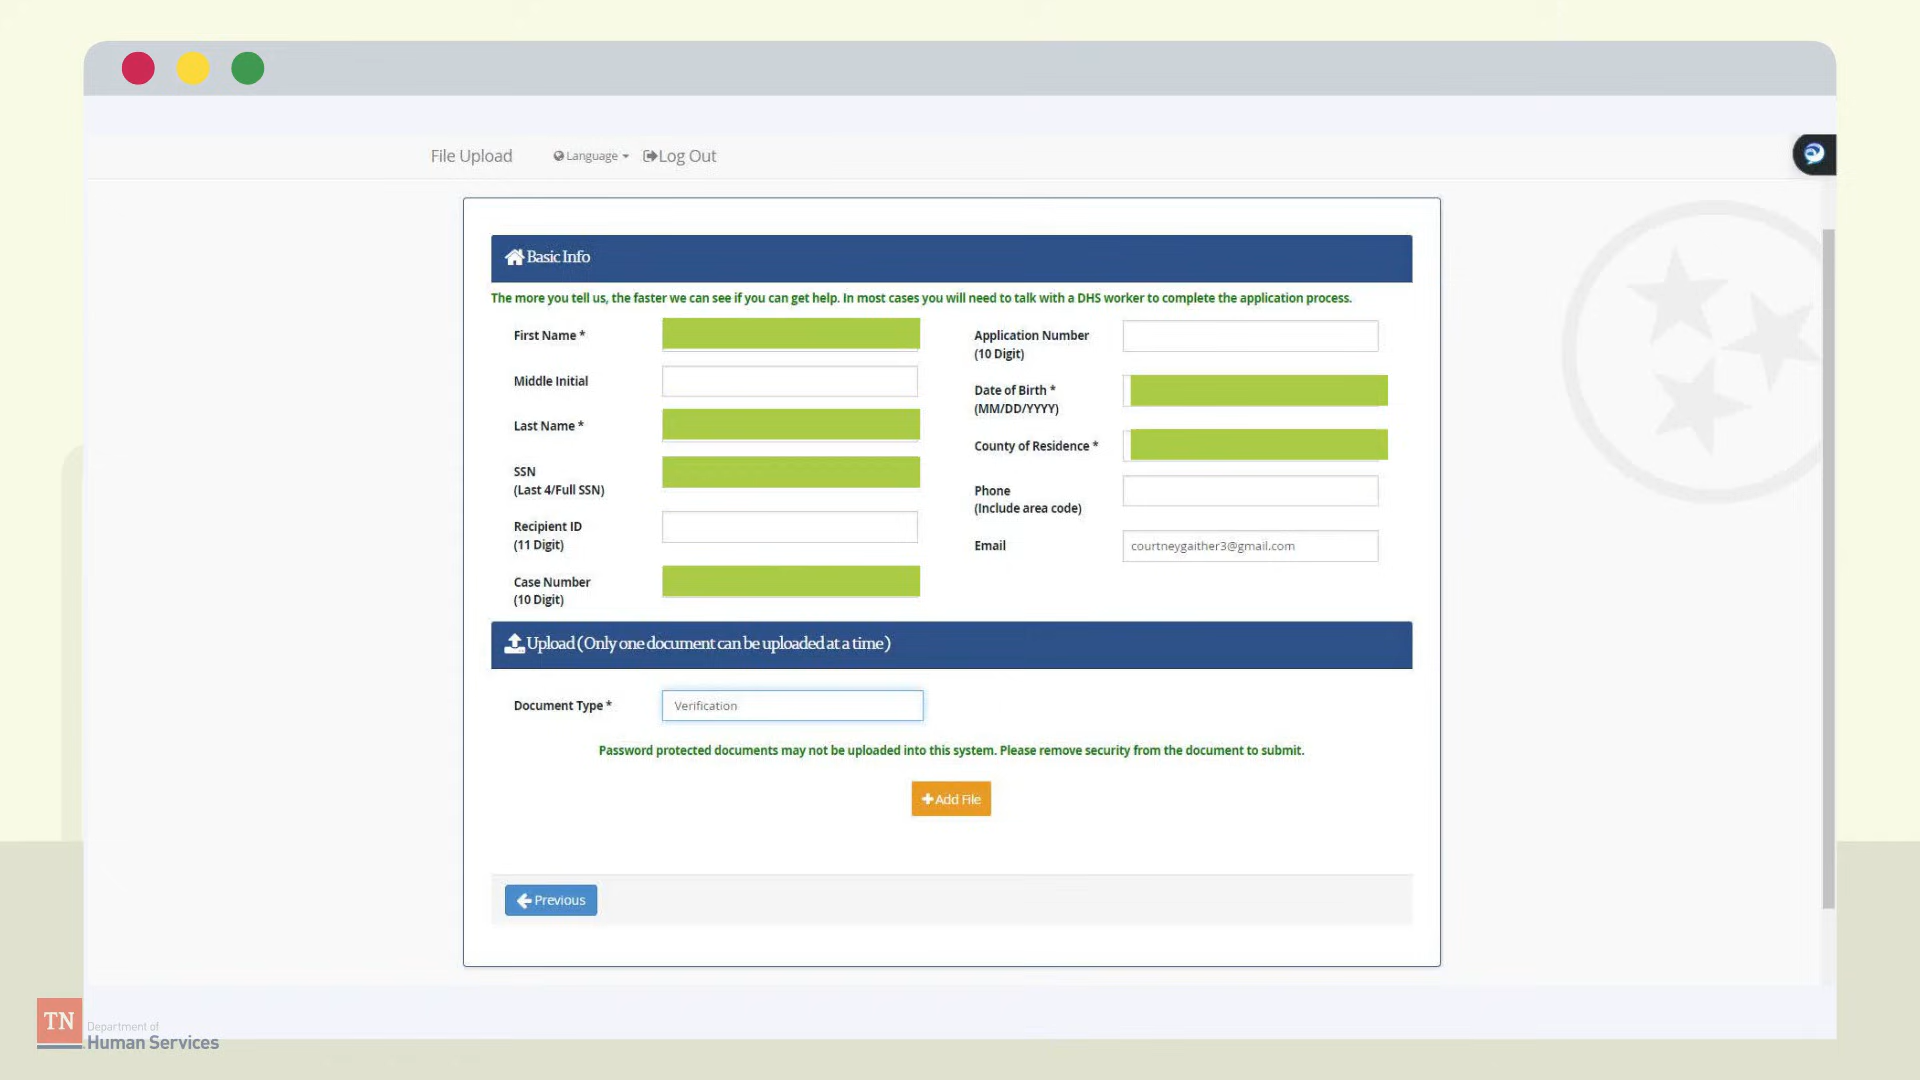 File Upload
Language
Log Out
Basic Info
The more you tell us, the faster we can see if you can get help. In most cases you will need to talk with a DHS worker to complete the application process.
First Name *
Middle Initial
Last Name *
SSN
(Last 4/Full SSN)
Recipient ID
(11 Digit)
Case Number
(10 Digit)
Application Number
(10 Digit)
Date of Birth *
(MM/DD/YYYY)
County of Residence *
Phone
(Include area code)
Email
courtneygaither3@gmail.com
Upload (Only one document can be uploaded at a time)
Document Type *
Verification
Password protected documents may not be uploaded into this system. Please remove security from the document to submit.
Add File
Previous
TN
Department of
Human Services